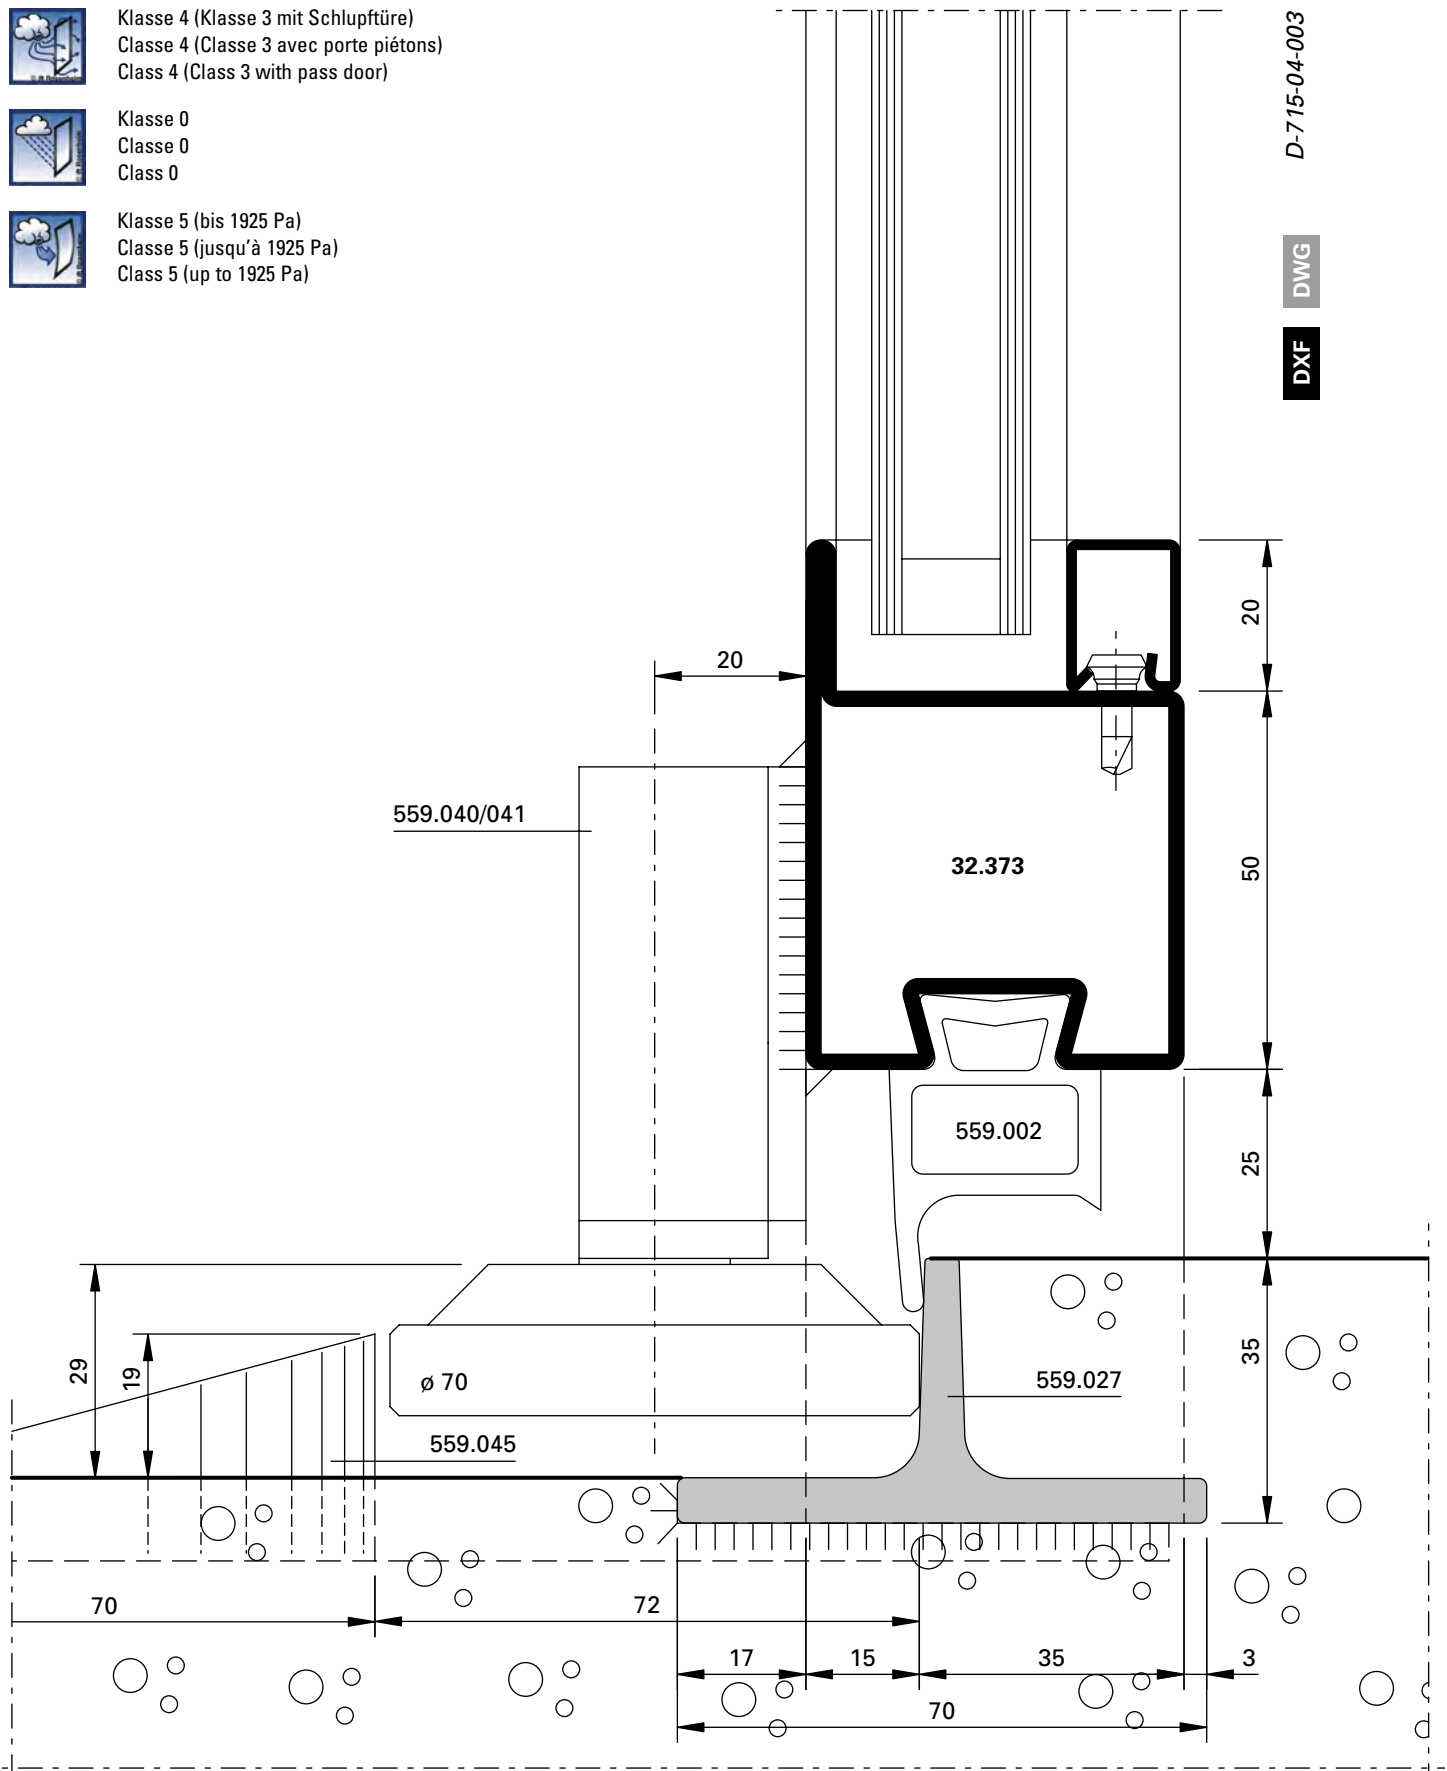 Klasse 4 (Klasse 3 mit Schlupftüre)
Classe 4 (Classe 3 avec porte piétons)
Class 4 (Class 3 with pass door)
Klasse 0
Classe 0
Class 0
Klasse 5 (bis 1925 Pa)
Classe 5 (jusqu'à 1925 Pa)
Class 5 (up to 1925 Pa)
D-715-04-003
DWG
DXF
20
20
559.040/041
32.373
50
559.002
25
29
19
ø 70
559.045
559.027
35
70
72
17
15
35
3
70